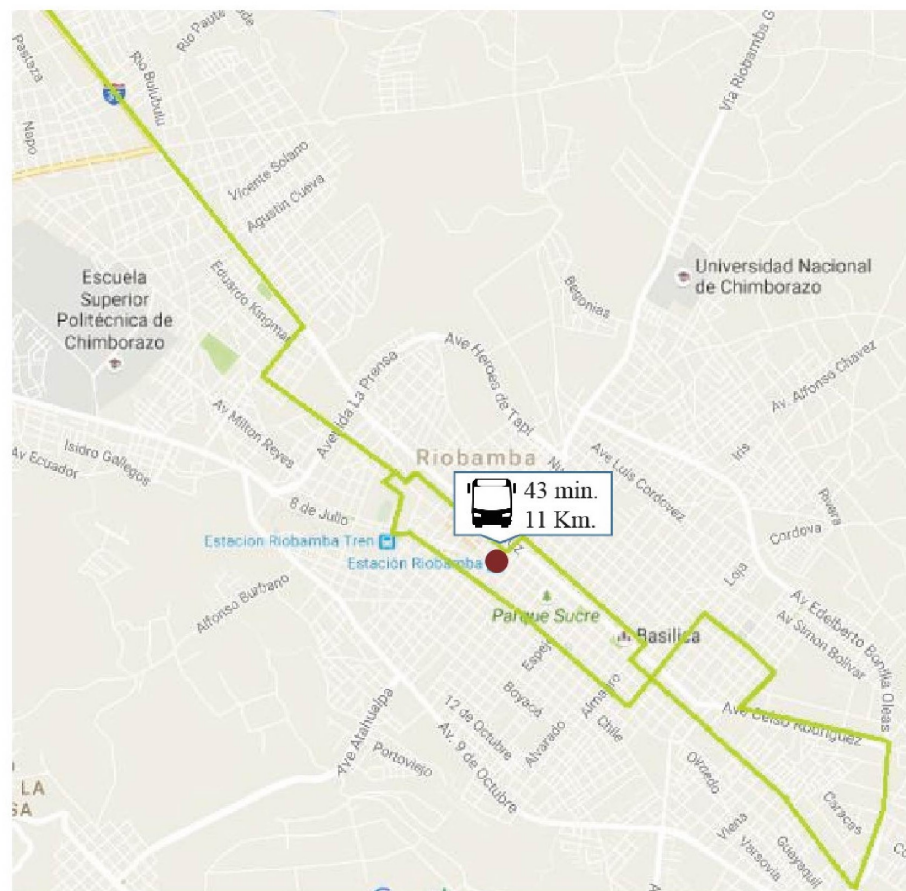 Pastaza
Rio Paute
Rio Bulubulu
Napo
Vicente Solano
Agustin Cueva
Via Riobamba G
Escuela
Superior
Politécnica de
Chimborazo
Eduardo Kingman
Universidad Nacional
de Chimborazo
Begonias
Avenida La Prensa
Ave Heroes de Tapi
Av. Alfonso Chavez
Av Milton Reyes
Isidro Gallegos
Av Ecuador
Iris
Riobamba
Ave Luis Cordovez
43 min.
11 Km.
8 de Julio
Rivera
Cordova
Estacion Riobamba Tren
Estación Riobamba
Loja
Alfonso Burbano
Parque Sucre
Basilica
Av Edelberto Bonilla Oleas
Av Simon Bolivar
Espejo
Boyaca
Almagro
Chile
Alvarado
12 de Octubre
Av. 9 de Octubre
Ave Atahualpa
Portoviejo
Ave Celso Rodriguez
Olmedo
Caracas
LA
SA
Viena
Varsovia
Guayaquil